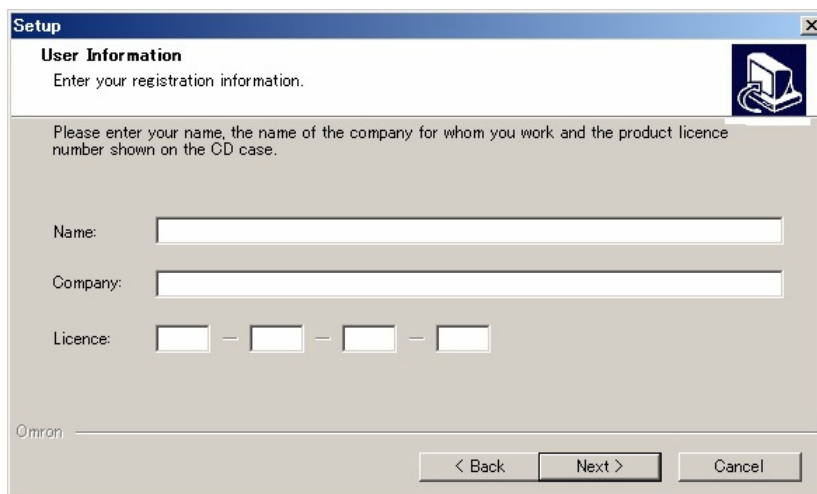 Setup
User Information
Enter your registration information.
Please enter your name, the name of the company for whom you work and the product licence
number shown on the CD case.
Name:
Company:
Licence:
Omron
< Back
Next >
Cancel